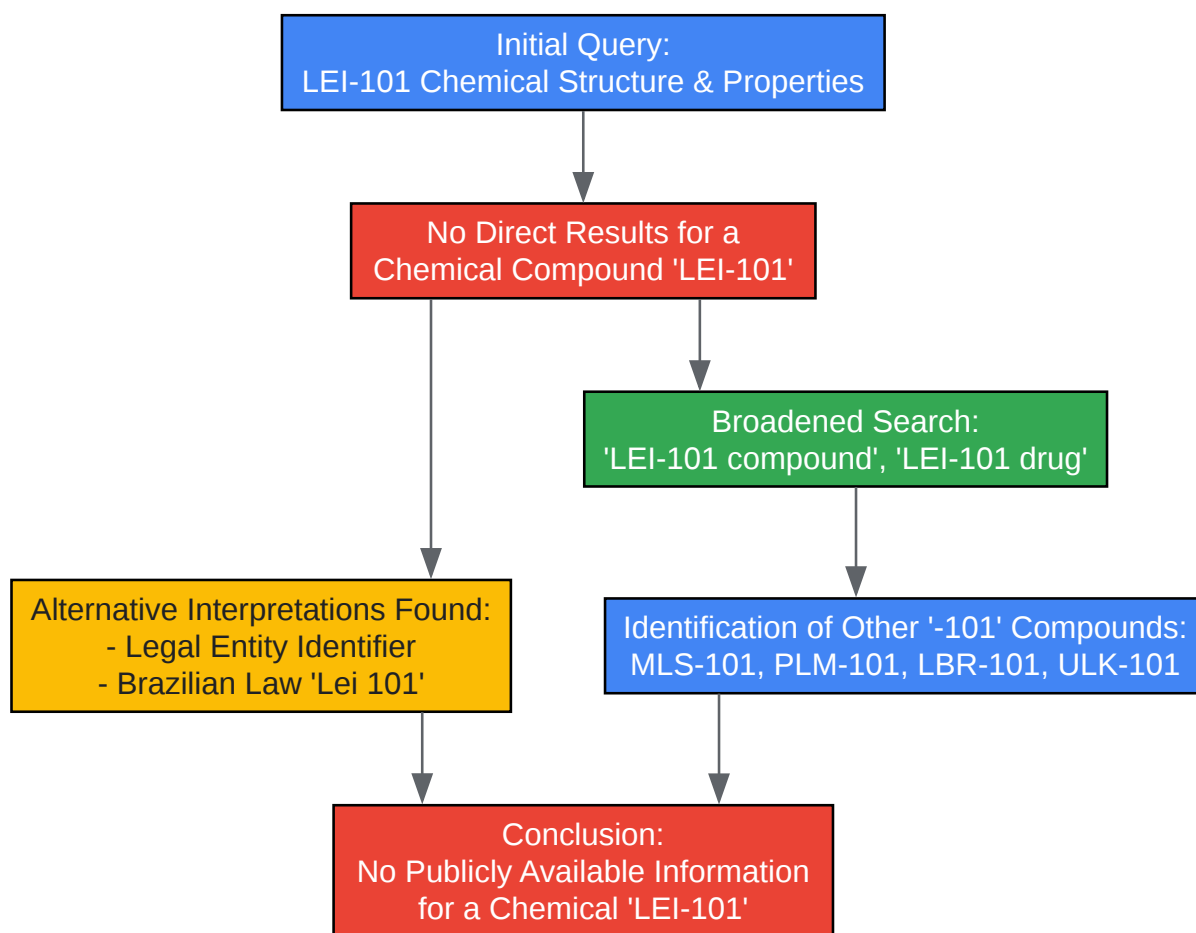 Initial Query:
LEI-101 Chemical Structure & Properties
No Direct Results for a
Chemical Compound 'LEI-101'
Broadened Search:
'LEI-101 compound', 'LEI-101 drug'
Alternative Interpretations Found:
- Legal Entity Identifier
- Brazilian Law 'Lei 101'
Identification of Other '-101' Compounds:
MLS-101, PLM-101, LBR-101, ULK-101
Conclusion:
No Publicly Available Information
for a Chemical 'LEI-101'